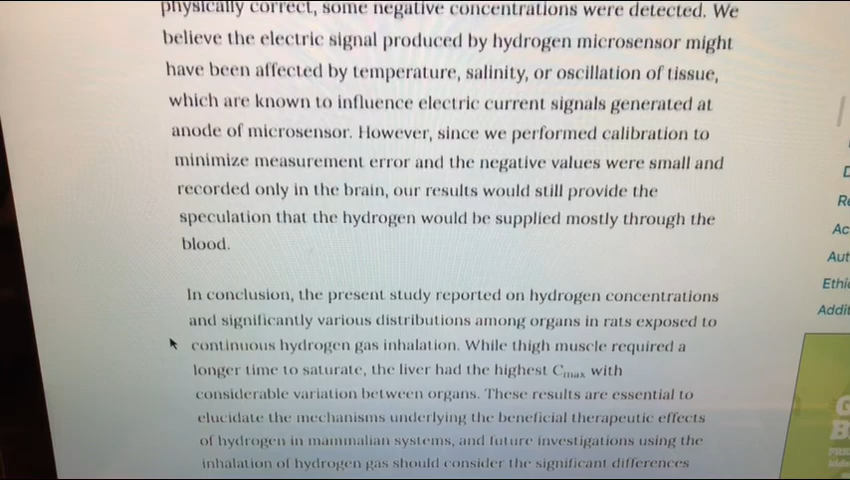 physically correct, some negative concentrations were detected. We
believe the electric signal produced by hydrogen microsensor might
have been affected by temperature, salinity, or oscillation of tissue,
which are known to influence electric current signals generated at
anode of microsensor. However, since we performed calibration to
minimize measurement error and the negative values were small and
recorded only in the brain, our results would still provide the
speculation that the hydrogen would be supplied mostly through the
blood.
In conclusion, the present study reported on hydrogen concentrations
and significantly various distributions among organs in rats exposed to
continuous hydrogen gas inhalation. While thigh muscle required a
longer time to saturate, the liver had the highest Cmax with
considerable variation between organs. These results are essential to
elucidate the mechanisms underlying the beneficial therapeutic effects
of hydrogen in mammalian systems, and future investigations using the
inhalation of hydrogen gas should consider the significant differences
D
Re
Ac
Aut
Ethic
Addit
G